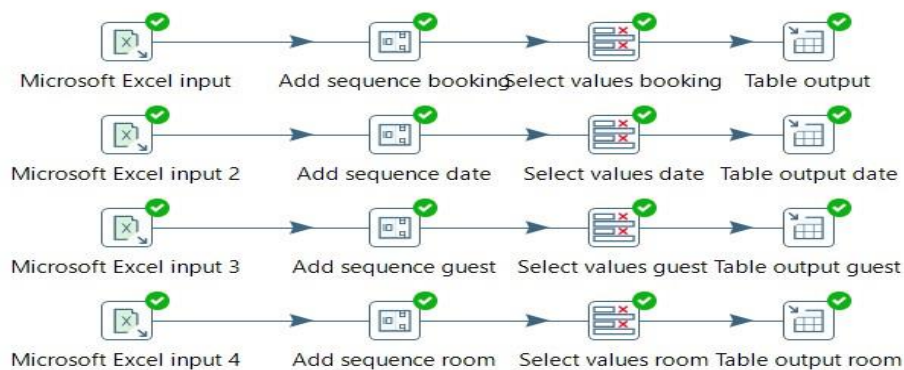 Microsoft Excel input Add sequence booking Select values booking Table output
Microsoft Excel input 2 Add sequence date Select values date Table output date
Microsoft Excel input 3 Add sequence guest Select values guest Table output guest
Microsoft Excel input 4 Add sequence room Select values room Table output room